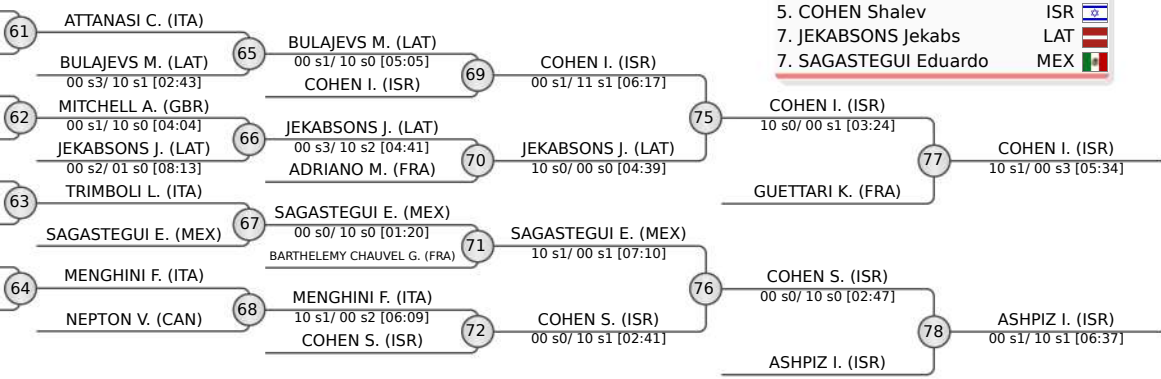 61
ATTANASI C. (ITA)
BULAJEVS M. (LAT)
00 s3/ 10 s1 [02:43]
62
MITCHELL A. (GBR)
00 s1/ 10 s0 [04:04]
JEKABSONS J. (LAT)
00 s2/ 01 s0 [08:13]
63
TRIMBOLI L. (ITA)
SAGASTEGUI E. (MEX)
64
MENGHINI F. (ITA)
NEPTON V. (CAN)
65
BULAJEVS M. (LAT)
00 s1/ 10 s0 [05:05]
COHEN I. (ISR)
66
JEKABSONS J. (LAT)
00 s3/ 10 s2 [04:41]
ADRIANO M. (FRA)
67
SAGASTEGUI E. (MEX)
00 s0/ 10 s0 [01:20]
BARTHELEMY CHAUVEL G. (FRA)
68
MENGHINI F. (ITA)
10 s1/ 00 s2 [06:09]
COHEN S. (ISR)
69
COHEN I. (ISR)
00 s1/ 11 s1 [06:17]
70
JEKABSONS J. (LAT)
10 s0/ 00 s0 [04:39]
71
SAGASTEGUI E. (MEX)
10 s1/ 00 s1 [07:10]
72
COHEN S. (ISR)
00 s0/ 10 s1 [02:41]
75
COHEN I. (ISR)
10 s0/ 00 s1 [03:24]
GUETTARI K. (FRA)
76
COHEN S. (ISR)
00 s0/ 10 s0 [02:47]
ASHPIZ I. (ISR)
77
COHEN I. (ISR)
10 s1/ 00 s3 [05:34]
78
ASHPIZ I. (ISR)
00 s1/ 10 s1 [06:37]
5. COHEN Shalev ISR
7. JEKABSONS Jekabs LAT
7. SAGASTEGUI Eduardo MEX